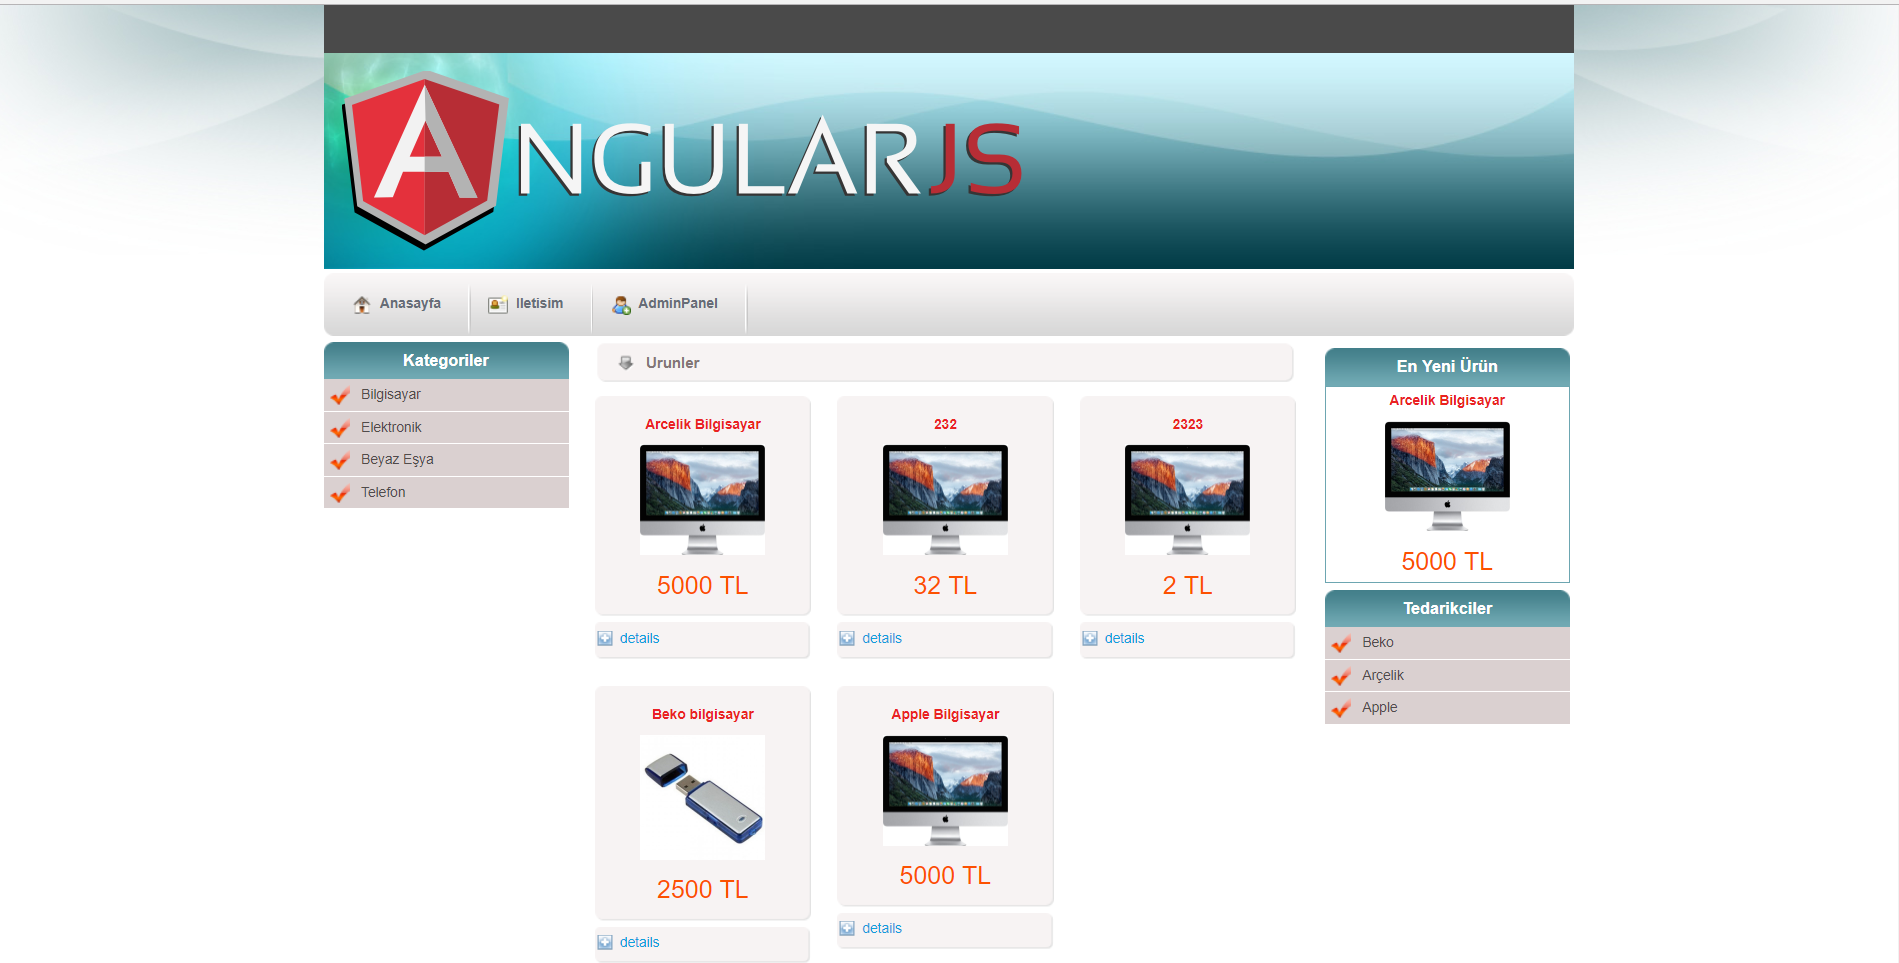 ANGULARJS
Anasayfa
Iletisim
AdminPanel
Kategoriler
Bilgisayar
Elektronik
Beyaz Eşya
Telefon
Urunler
Arcelik Bilgisayar
5000 TL
details
232
32 TL
details
2323
2 TL
details
Beko bilgisayar
2500 TL
details
Apple Bilgisayar
5000 TL
details
En Yeni Ürün
Arcelik Bilgisayar
5000 TL
Tedarikciler
Beko
Arçelik
Apple